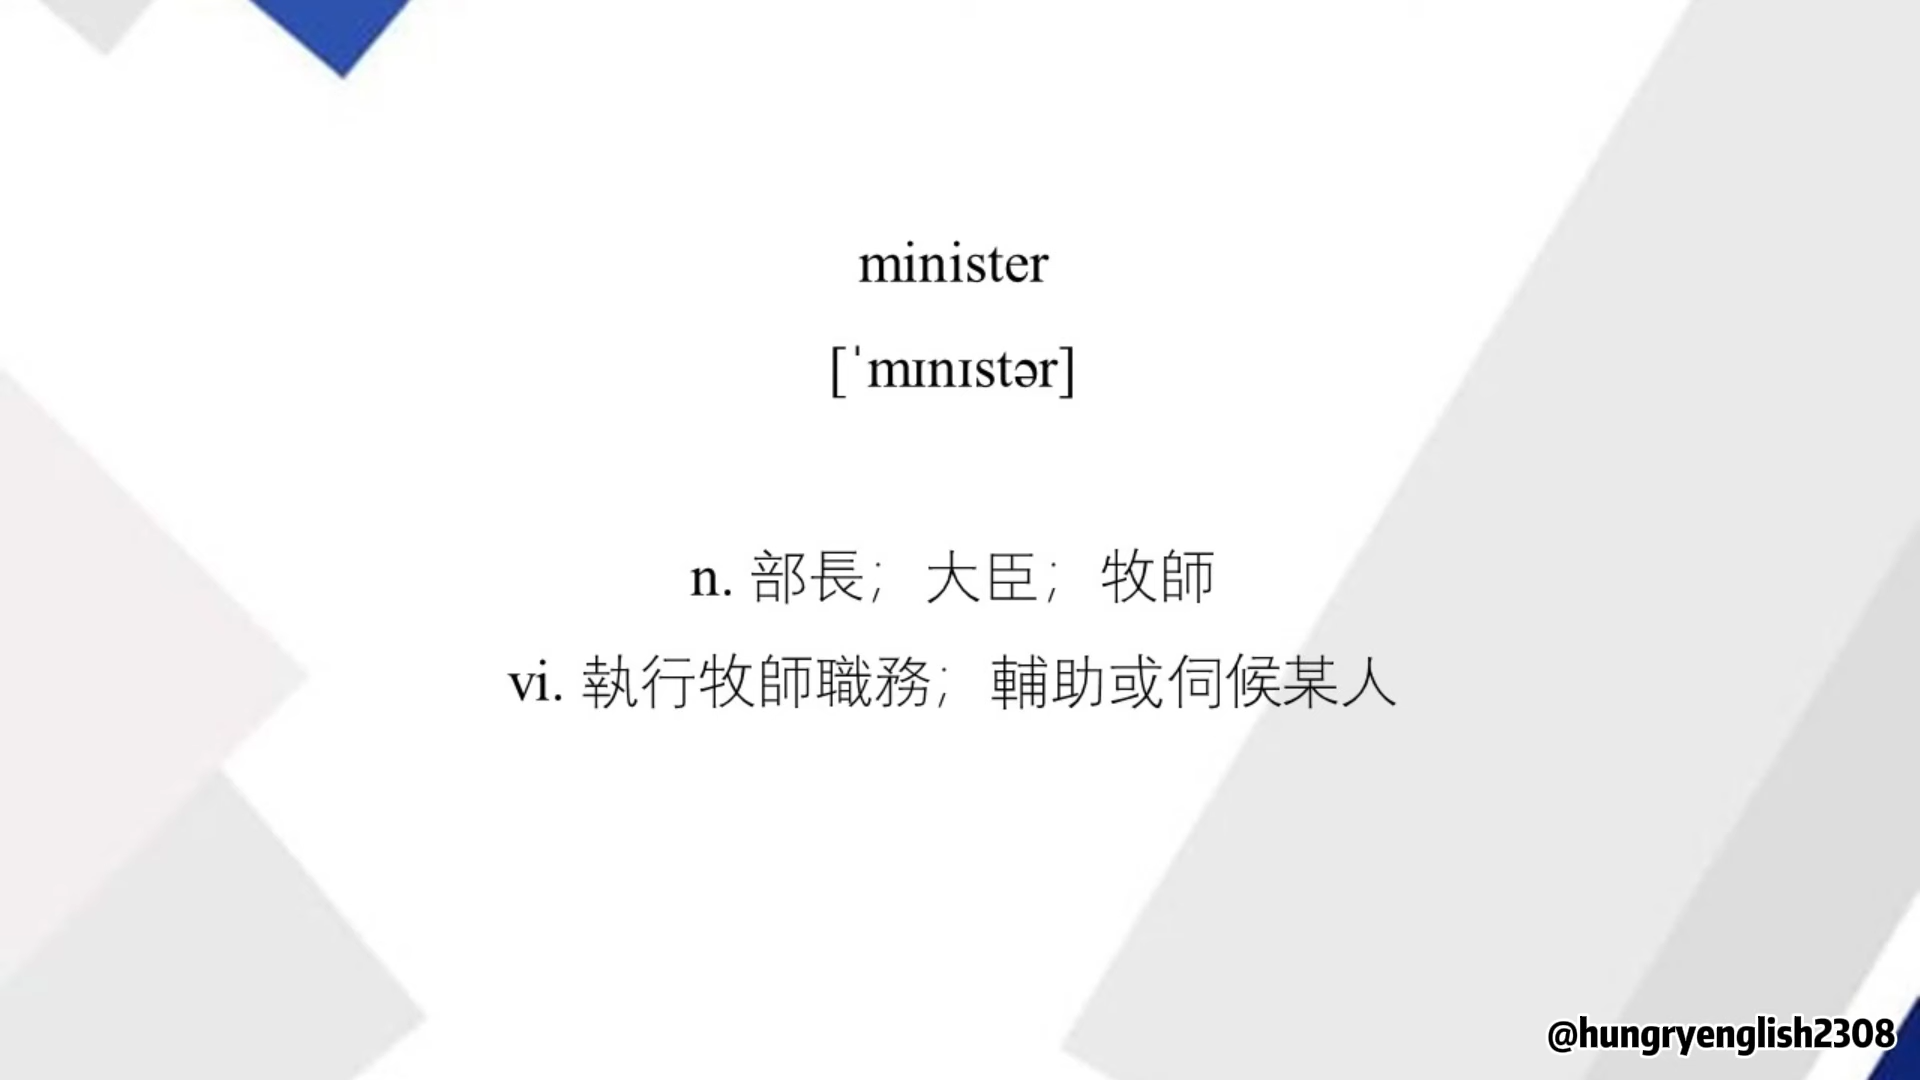 minister
[ˈmɪnɪstər]
n. 部長；大臣；牧師
vi. 執行牧師職務；輔助或伺候某人
@hungryenglish2308